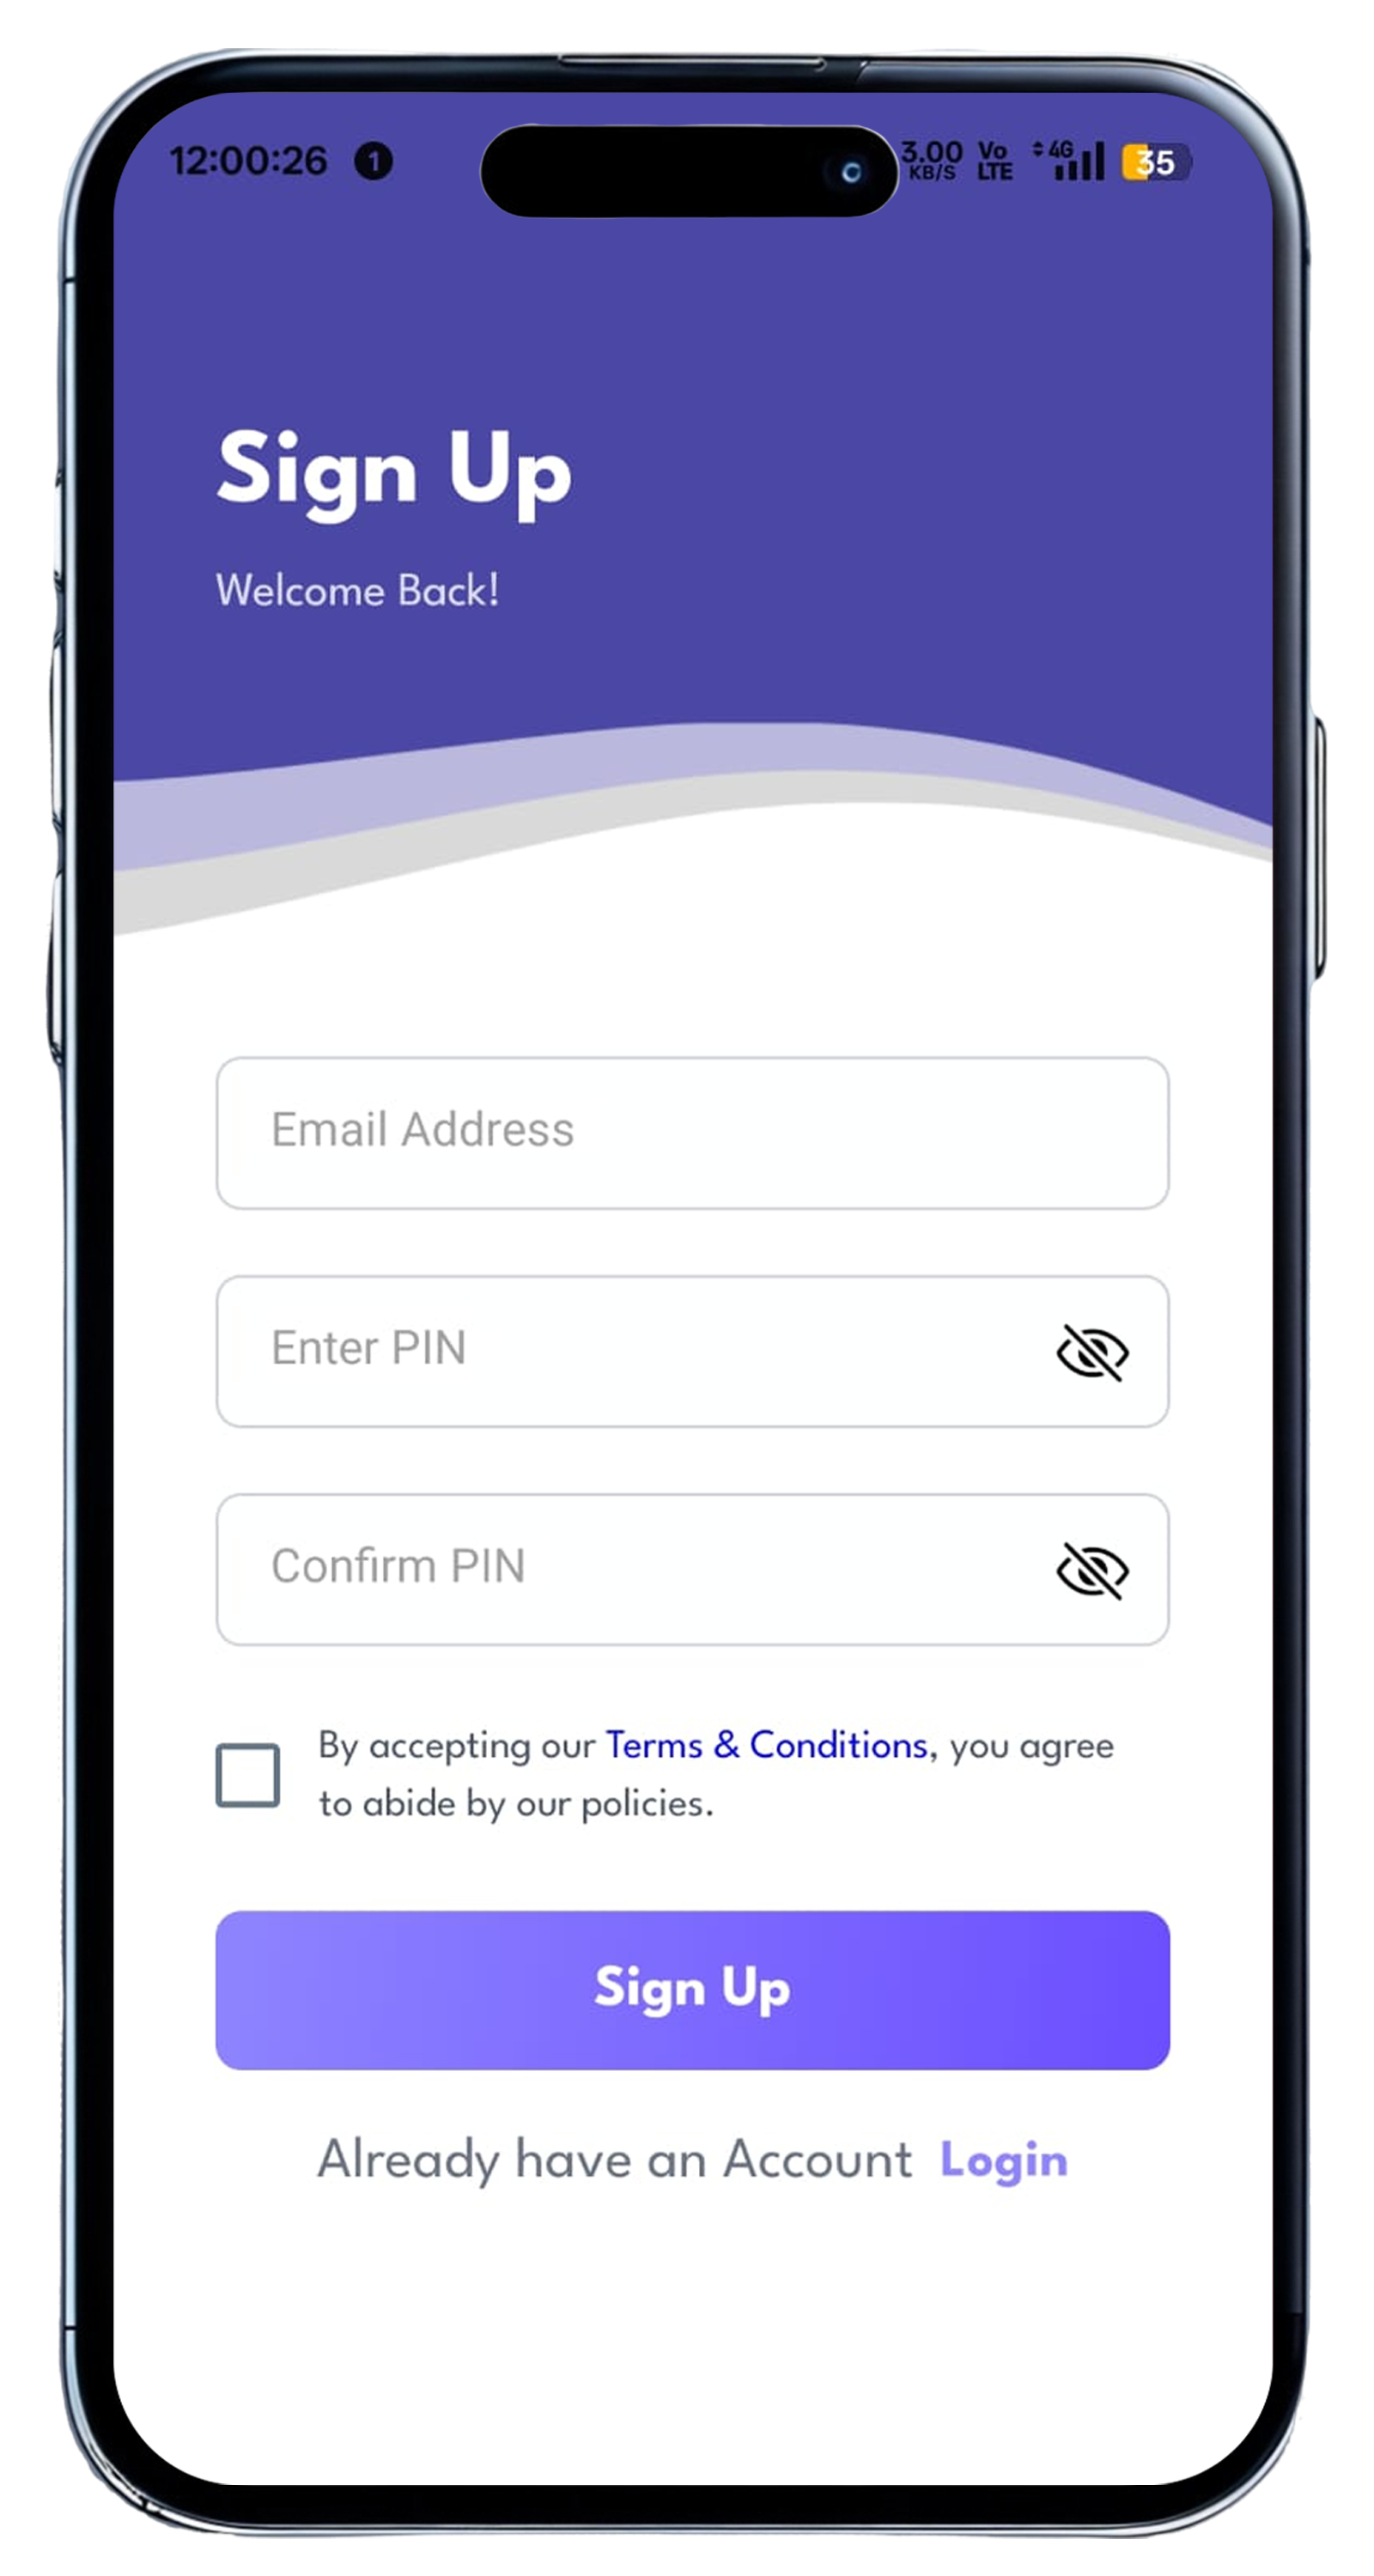 12:00:26 1 3.00 KB/S Vo LTE 4G 35
Sign Up
Welcome Back!
Email Address
Enter PIN
Confirm PIN
By accepting our Terms & Conditions, you agree
to abide by our policies.
Sign Up
Already have an Account Login